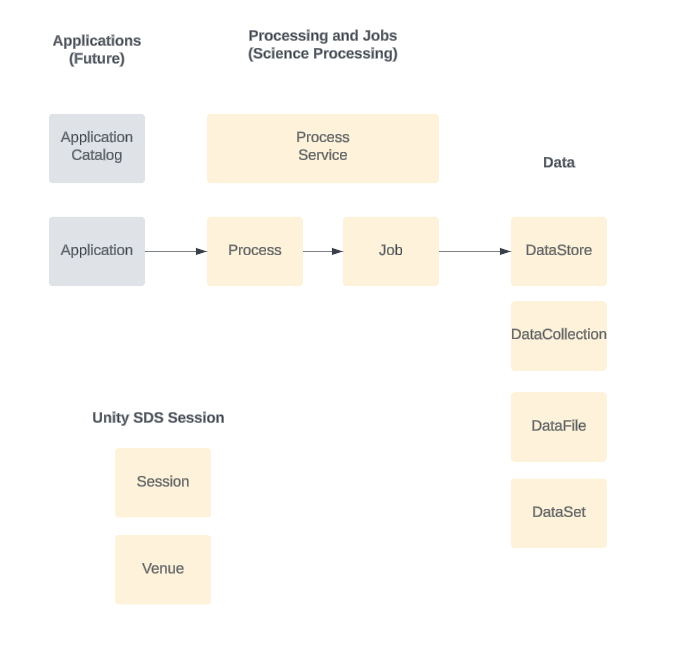 Applications
(Future)
Processing and Jobs
(Science Processing)
Application
Catalog
Process
Service
Data
Application
Process
Job
DataStore
DataCollection
Unity SDS Session
DataFile
Session
DataSet
Venue